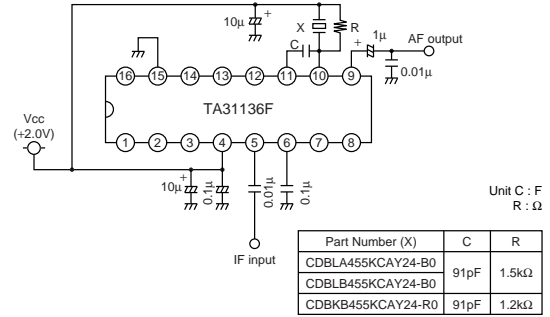 10μ
+
X
R
C
+
1μ
AF output
0.01μ
16 15 14 13 12 11 10 9
TA31136F
Vcc
(+2.0V)
1 2 3 4 5 6 7 8
10μ
+
0.1μ
0.01μ
0.1μ
IF input
Unit C : F
R : Ω
Part Number (X) C R
CDBLA455KCAY24-B0 91pF 1.5kΩ
CDBLB455KCAY24-B0
CDBKB455KCAY24-R0 91pF 1.2kΩ